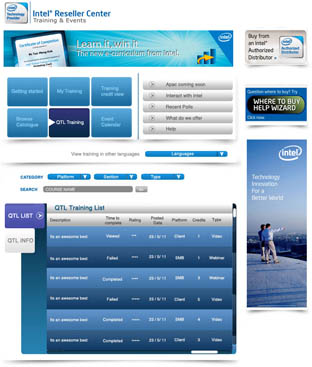 Technology Provider
Intel® Reseller Center
Training & Events
Certificate of Completion
Learn it, win it
The new e-curriculum from Intel.
intel
Buy from
an Intel®
Authorized
Distributor >
intel
Authorized
Distributor
Getting started
My Training
Training
credit view
Browse
Catalogue
QTL Training
Event
Calendar
Apac coming soon
Interact with intel
Recent Polls
What do we offer
Help
Question where to buy? Try
WHERE TO BUY
HELP WIZARD
Click now
View training in other languages
Languages
intel
Technology
Innovation
For a
Better World
CATEGORY
Platform
Section
Type
SEARCH
COURSE NAME
QTL LIST
QTL INFO
QTL Training List
Description Time to complete Rating Posted Date Platform Credits Type
Its an awesome best Viewed **** 23 / 5/ 11 Client 1 Video
Its an awesome best Failed **** 23 / 5/ 11 SMB 1 Webinar
Its an awesome best Completed **** 23 / 5/ 11 SMB 3 Webinar
Its an awesome best Failed **** 23 / 5/ 11 Client 5 Video
Its an awesome best Completed **** 23 / 5/ 11 SMB 4 Video
Its an awesome best Completed **** 23 / 5/ 11 Client 3 Video